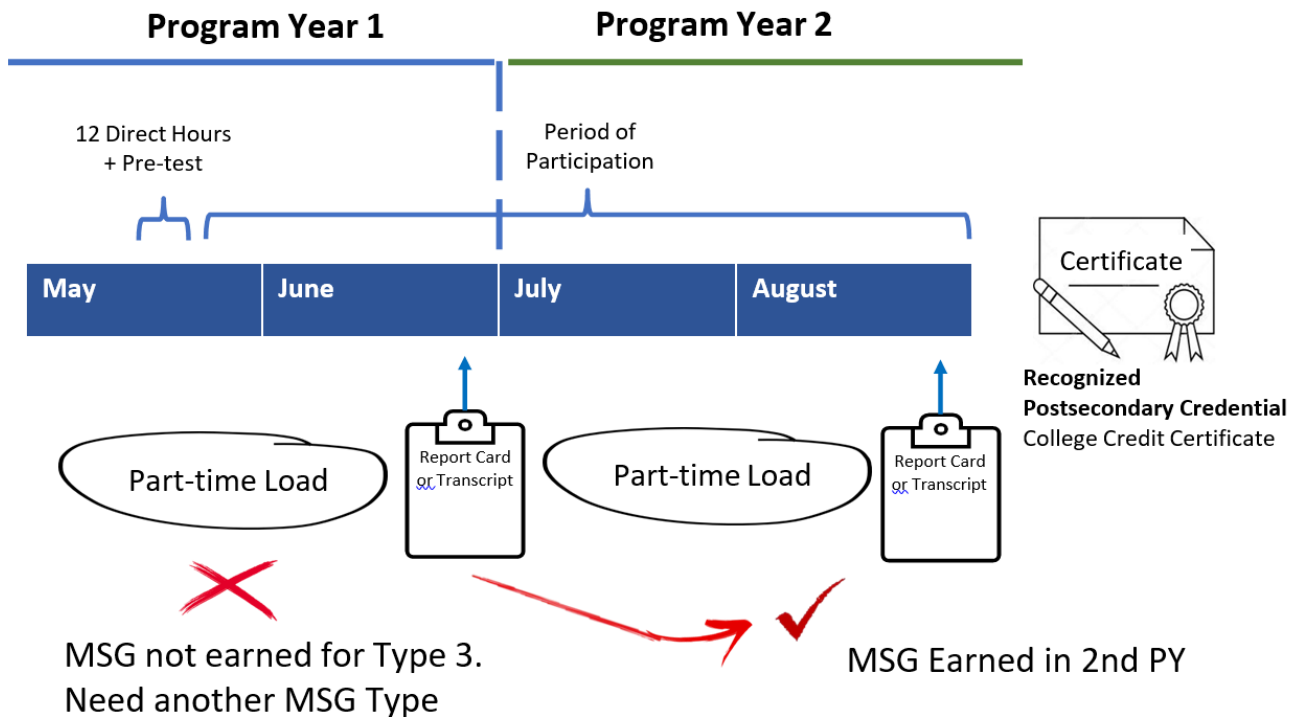 Program Year 1
Program Year 2
12 Direct Hours
+ Pre-test
Period of
Participation
May
June
July
August
Certificate
Recognized
Postsecondary Credential
College Credit Certificate
Part-time Load
Report Card
or Transcript
Part-time Load
Report Card
or Transcript
MSG not earned for Type 3.
Need another MSG Type
MSG Earned in 2nd PY